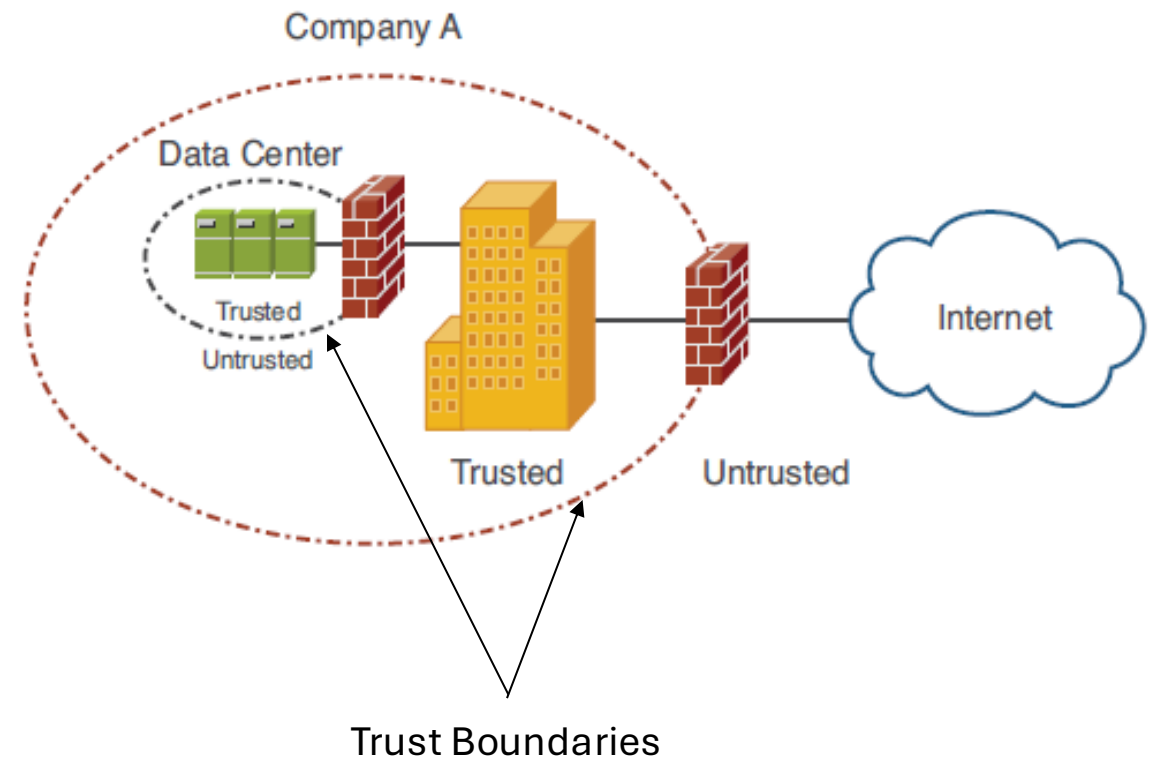 Company A
Data Center
Trusted
Untrusted
Internet
Trusted
Untrusted
Trust Boundaries